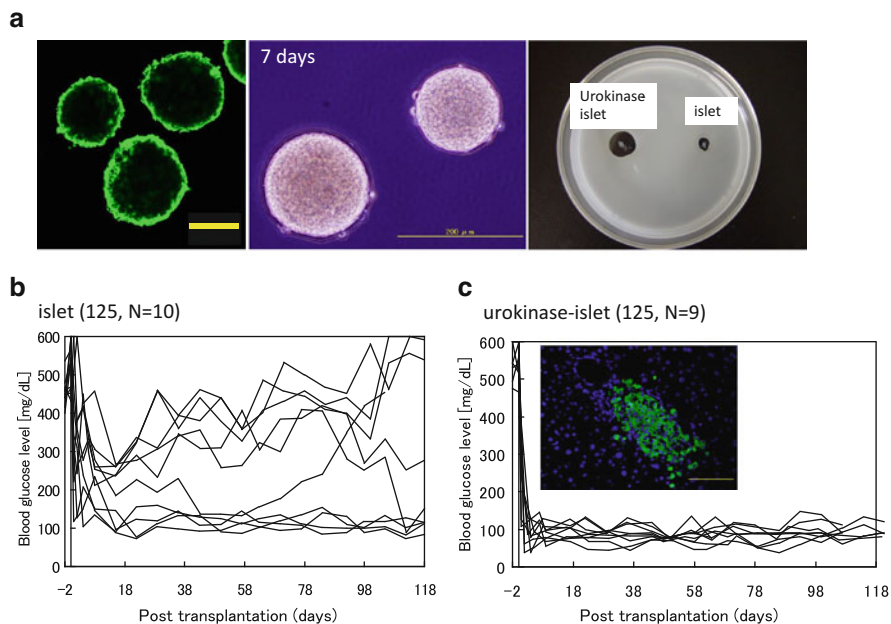 a
7 days
Urokinase
islet
islet
200 μm
b
islet (125, N=10)
600
500
400
300
200
100
0
Blood glucose level [mg/dL]
−2
18
38
58
78
98
118
Post transplantation (days)
c
urokinase-islet (125, N=9)
600
500
400
300
200
100
0
Blood glucose level [mg/dL]
−2
18
38
58
78
98
118
Post transplantation (days)